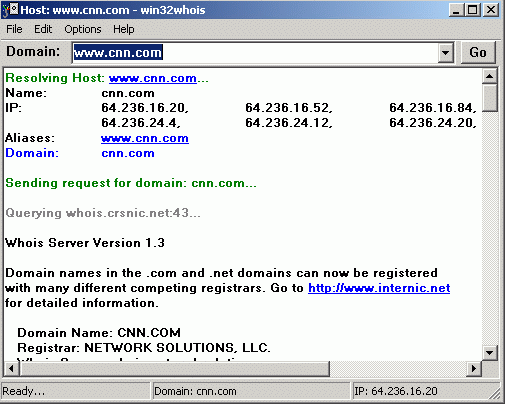 Host: www.cnn.com - win32whois
File Edit Options Help
Domain: www.cnn.com Go
Resolving Host: www.cnn.com...
Name: cnn.com
IP: 64.236.16.20, 64.236.16.52, 64.236.16.84,
64.236.24.4, 64.236.24.12, 64.236.24.20,
Aliases: www.cnn.com
Domain: cnn.com
Sending request for domain: cnn.com...
Querying whois.crsnic.net:43...
Whois Server Version 1.3
Domain names in the .com and .net domains can now be registered
with many different competing registrars. Go to http://www.internic.net
for detailed information.
Domain Name: CNN.COM
Registrar: NETWORK SOLUTIONS, LLC.
Ready... Domain: cnn.com IP: 64.236.16.20